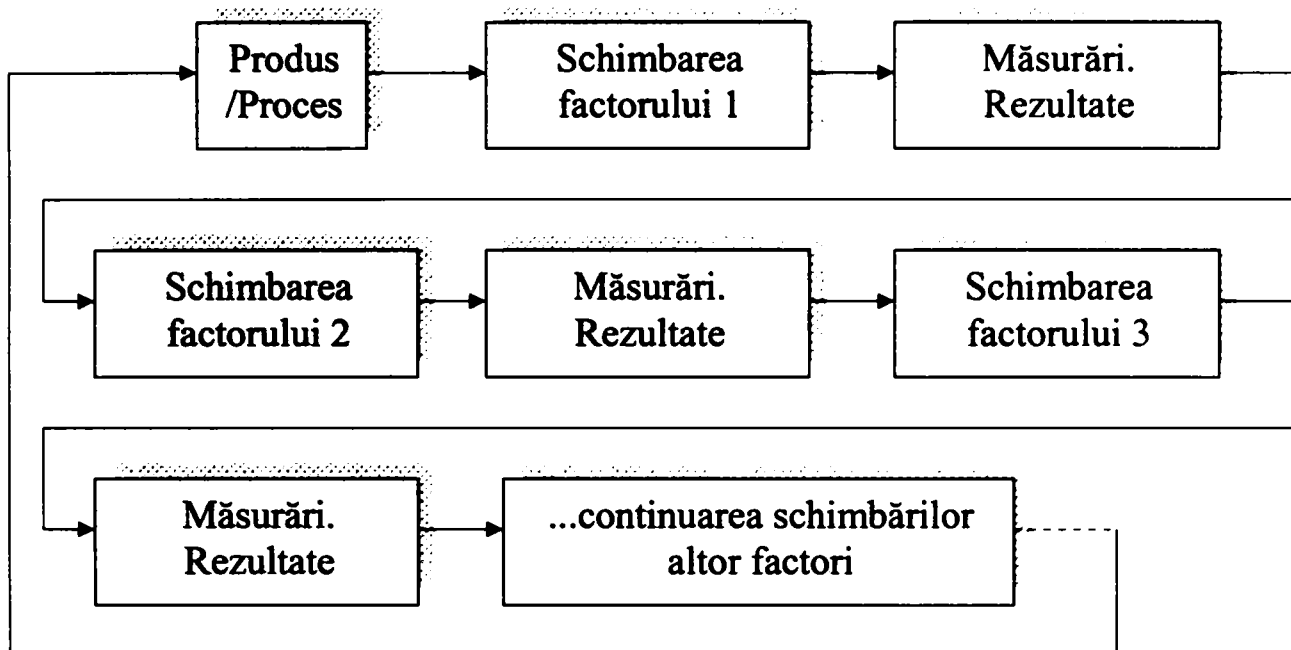 Produs
/Proces
Schimbarea
factorului 1
Măsurări.
Rezultate
Schimbarea
factorului 2
Măsurări.
Rezultate
Schimbarea
factorului 3
Măsurări.
Rezultate
...continuarea schimbărilor
altor factori